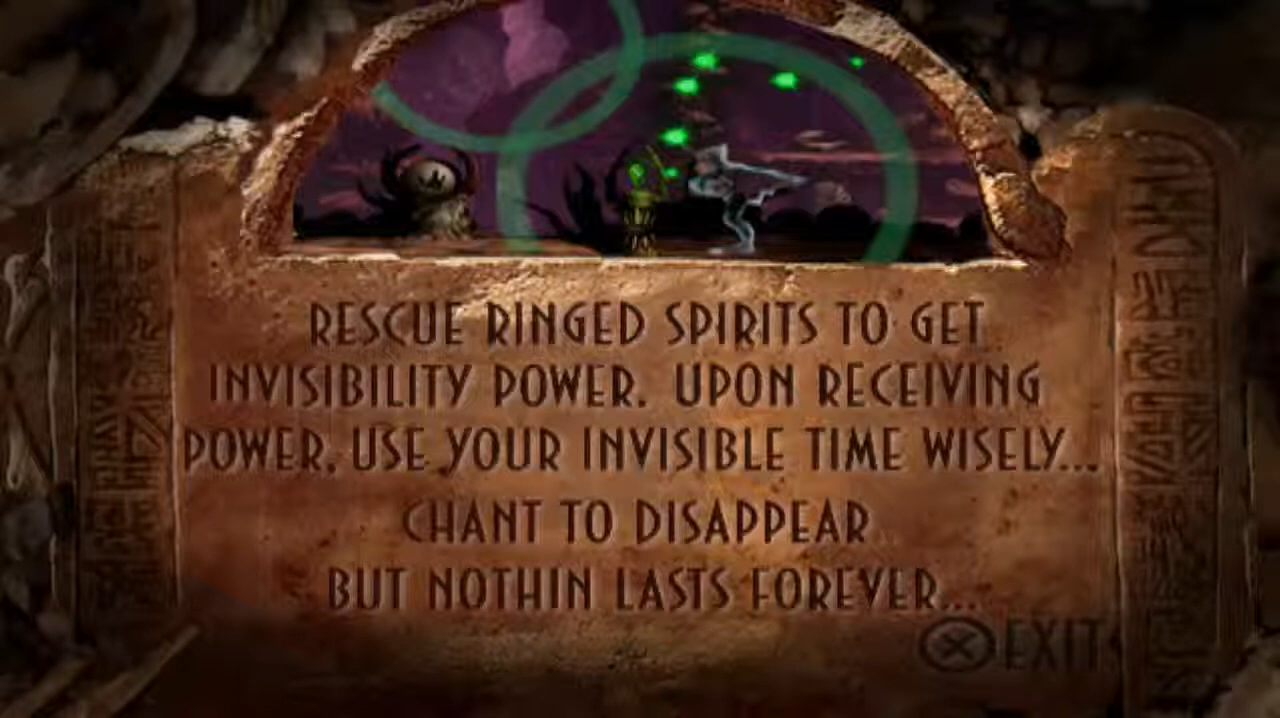 RESCUE RINGED SPIRITS TO GET
INVISIBILITY POWER. UPON RECEIVING
POWER, USE YOUR INVISIBLE TIME WISELY...
CHANT TO DISAPPEAR
BUT NOTHIN LASTS FOREVER...
EXIT